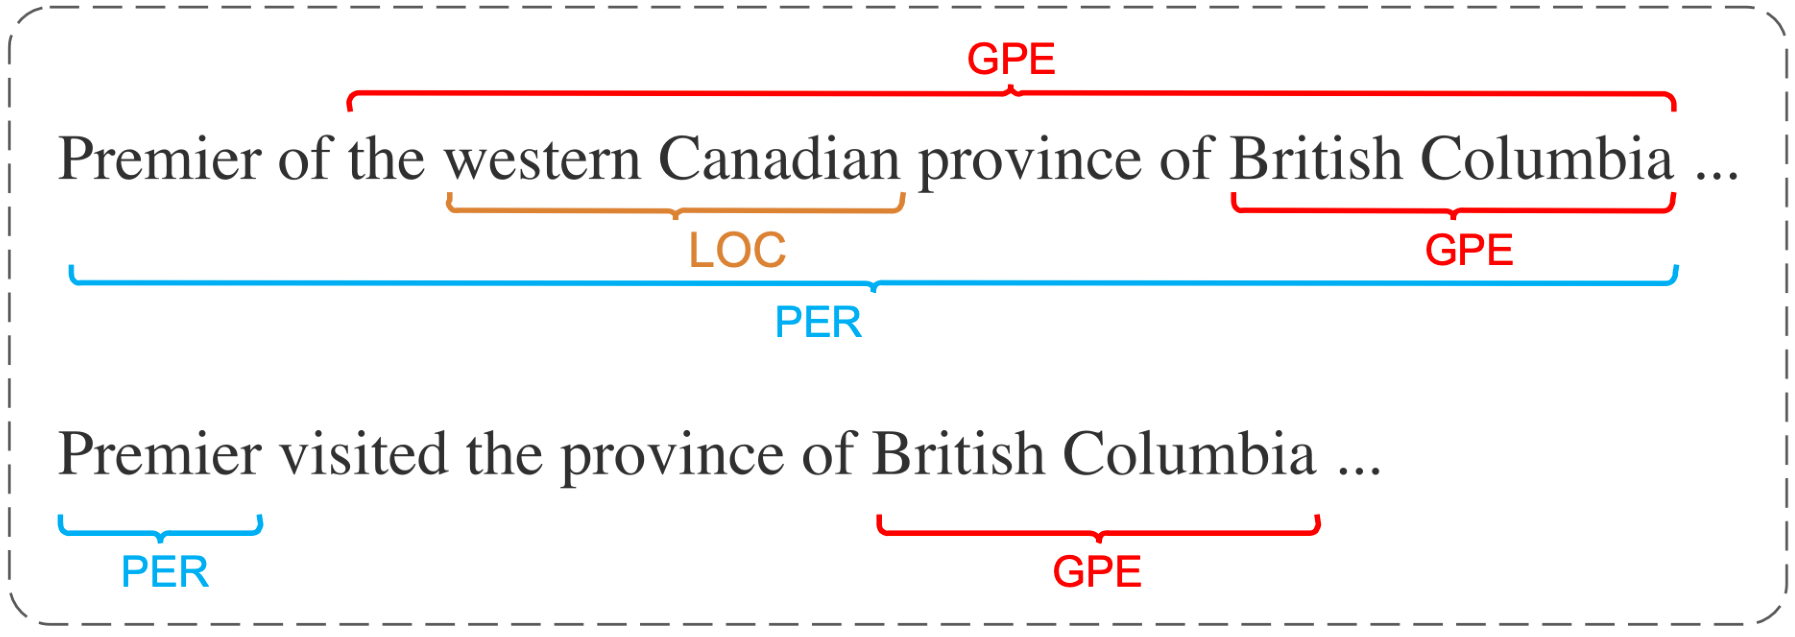 GPE
Premier of the western Canadian province of British Columbia ...
LOC GPE
PER
Premier visited the province of British Columbia ...
PER GPE